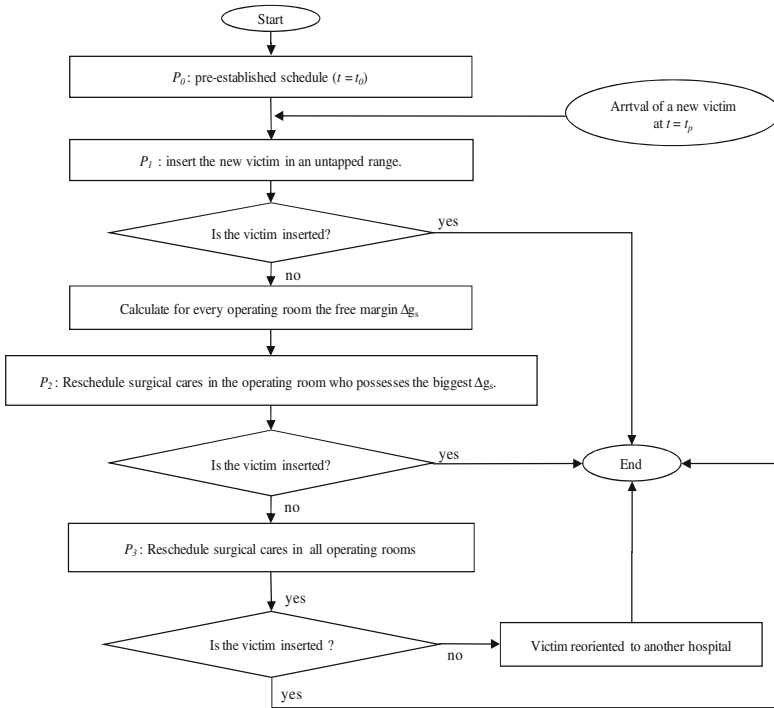 Start
P0 : pre-established schedule (t = t0)
Arrtval of a new victim
at t = tp
P1 : insert the new victim in an untapped range.
Is the victim inserted?
yes
no
Calculate for every operating room the free margin Δgs
P2 : Reschedule surgical cares in the operating room who possesses the biggest Δgs.
Is the victim inserted?
yes
End
no
P3 : Reschedule surgical cares in all operating rooms
yes
Is the victim inserted ?
no
Victim reoriented to another hospital
yes